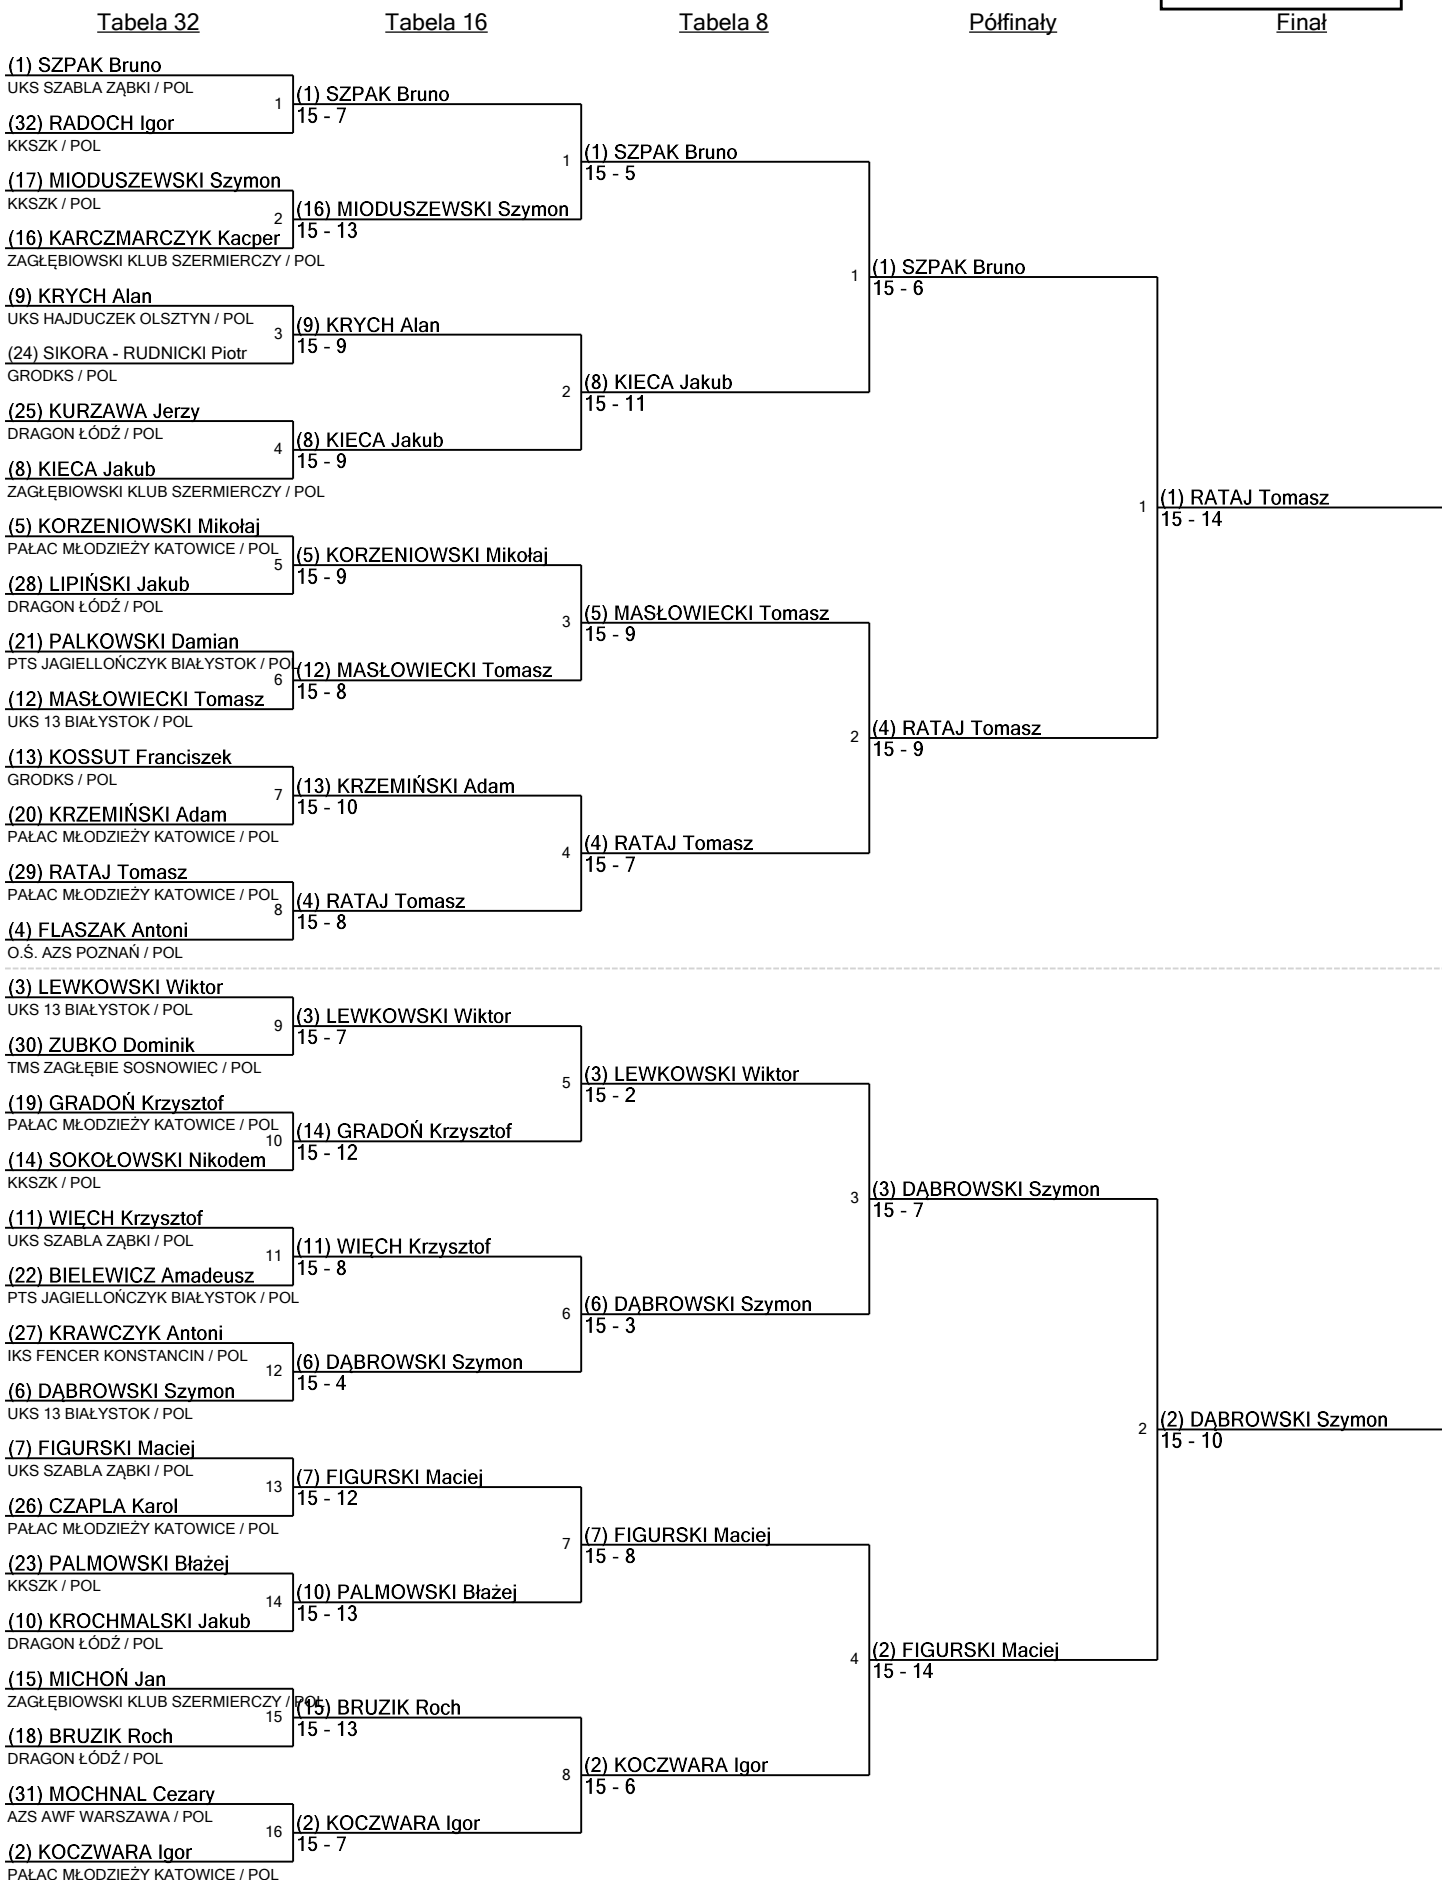 Tabela 32
Tabela 16
Tabela 8
Półfinały
Finał
(1) SZPAK Bruno
UKS SZABLA ZĄBKI / POL
1
(32) RADOCH Igor
KKSZK / POL
(17) MIODUSZEWSKI Szymon
KKSZK / POL
2
(16) KARCZMARCZYK Kacper
ZAGŁĘBIOWSKI KLUB SZERMIERCZY / POL
(9) KRYCH Alan
UKS HAJDUCZEK OLSZTYN / POL
3
(24) SIKORA - RUDNICKI Piotr
GRODKS / POL
(25) KURZAWA Jerzy
DRAGON ŁÓDŹ / POL
4
(8) KIECA Jakub
ZAGŁĘBIOWSKI KLUB SZERMIERCZY / POL
(5) KORZENIOWSKI Mikołaj
PAŁAC MŁODZIEŻY KATOWICE / POL
5
(28) LIPIŃSKI Jakub
DRAGON ŁÓDŹ / POL
(21) PALKOWSKI Damian
PTS JAGIELLOŃCZYK BIAŁYSTOK / POL
6
(12) MASŁOWIECKI Tomasz
UKS 13 BIAŁYSTOK / POL
(13) KOSSUT Franciszek
GRODKS / POL
7
(20) KRZEMIŃSKI Adam
PAŁAC MŁODZIEŻY KATOWICE / POL
(29) RATAJ Tomasz
PAŁAC MŁODZIEŻY KATOWICE / POL
8
(4) FLASZAK Antoni
O.Ś. AZS POZNAŃ / POL
(3) LEWKOWSKI Wiktor
UKS 13 BIAŁYSTOK / POL
9
(30) ZUBKO Dominik
TMS ZAGŁĘBIE SOSNOWIEC / POL
(19) GRADOŃ Krzysztof
PAŁAC MŁODZIEŻY KATOWICE / POL
10
(14) SOKOŁOWSKI Nikodem
KKSZK / POL
(11) WIĘCH Krzysztof
UKS SZABLA ZĄBKI / POL
11
(22) BIELEWICZ Amadeusz
PTS JAGIELLOŃCZYK BIAŁYSTOK / POL
(27) KRAWCZYK Antoni
IKS FENCER KONSTANCIN / POL
12
(6) DĄBROWSKI Szymon
UKS 13 BIAŁYSTOK / POL
(7) FIGURSKI Maciej
UKS SZABLA ZĄBKI / POL
13
(26) CZAPLA Karol
PAŁAC MŁODZIEŻY KATOWICE / POL
(23) PALMOWSKI Błażej
KKSZK / POL
14
(10) KROCHMALSKI Jakub
DRAGON ŁÓDŹ / POL
(15) MICHOŃ Jan
ZAGŁĘBIOWSKI KLUB SZERMIERCZY / POL
15
(18) BRUZIK Roch
DRAGON ŁÓDŹ / POL
(31) MOCHNAL Cezary
AZS AWF WARSZAWA / POL
16
(2) KOCZWARA Igor
PAŁAC MŁODZIEŻY KATOWICE / POL
(1) SZPAK Bruno
15 - 7
1
(16) MIODUSZEWSKI Szymon
15 - 13
(9) KRYCH Alan
15 - 9
2
(8) KIECA Jakub
15 - 9
(5) KORZENIOWSKI Mikołaj
15 - 9
3
(12) MASŁOWIECKI Tomasz
15 - 8
(13) KRZEMIŃSKI Adam
15 - 10
4
(4) RATAJ Tomasz
15 - 8
(3) LEWKOWSKI Wiktor
15 - 7
5
(14) GRADOŃ Krzysztof
15 - 12
(11) WIĘCH Krzysztof
15 - 8
6
(6) DĄBROWSKI Szymon
15 - 4
(7) FIGURSKI Maciej
15 - 12
7
(10) PALMOWSKI Błażej
15 - 13
(15) BRUZIK Roch
15 - 13
8
(2) KOCZWARA Igor
15 - 7
(1) SZPAK Bruno
15 - 5
1
(8) KIECA Jakub
15 - 11
(5) MASŁOWIECKI Tomasz
15 - 9
2
(4) RATAJ Tomasz
15 - 7
(3) LEWKOWSKI Wiktor
15 - 2
3
(6) DĄBROWSKI Szymon
15 - 3
(7) FIGURSKI Maciej
15 - 8
4
(2) KOCZWARA Igor
15 - 6
(1) SZPAK Bruno
15 - 6
1
(4) RATAJ Tomasz
15 - 9
(3) DĄBROWSKI Szymon
15 - 7
2
(2) FIGURSKI Maciej
15 - 14
(1) RATAJ Tomasz
15 - 14
(2) DĄBROWSKI Szymon
15 - 10